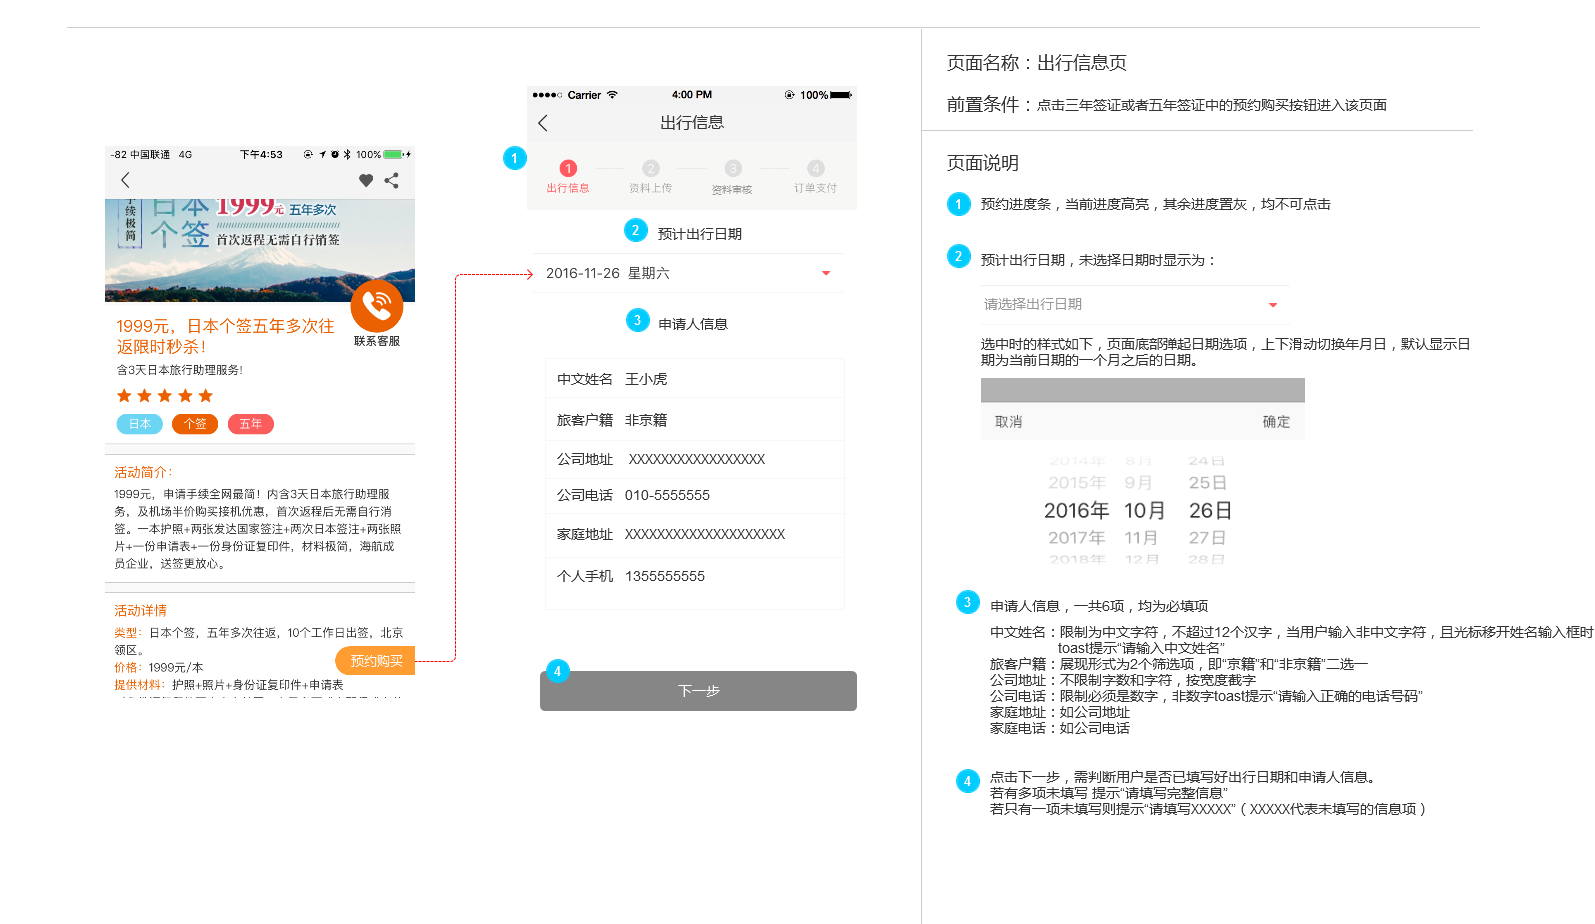 -82 中国联通 4G 下午4:53 100%
手续极简
日本个签
1999元 五年多次
首次返程无需自行销签
联系客服
1999元，日本个签五年多次往
返限时秒杀！
含3天日本旅行助理服务!
日本 个签 五年
活动简介：
1999元，申请手续全网最简！内含3天日本旅行助理服
务，及机场半价购买接机优惠，首次返程后无需自行消
签。一本护照+两张发达国家签注+两次日本签注+两张照
片+一份申请表+一份身份证复印件，材料极简，海航成
员企业，送签更放心。
活动详情
类型：日本个签，五年多次往返，10个工作日出签，北京
领区。
价格：1999元/本
预约购买
提供材料：护照+照片+身份证复印件+申请表
Carrier 4:00 PM 100%
出行信息
1
1 2 3 4
出行信息 资料上传 资料审核 订单支付
2 预计出行日期
2016-11-26 星期六
3 申请人信息
中文姓名 王小虎
旅客户籍 非京籍
公司地址 XXXXXXXXXXXXXXXXX
公司电话 010-5555555
家庭地址 XXXXXXXXXXXXXXXXXXXX
个人手机 1355555555
4
下一步
页面名称：出行信息页
前置条件：点击三年签证或者五年签证中的预约购买按钮进入该页面
页面说明
1 预约进度条，当前进度高亮，其余进度置灰，均不可点击
2 预计出行日期，未选择日期时显示为：
请选择出行日期
选中时的样式如下，页面底部弹起日期选项，上下滑动切换年月日，默认显示日
期为当前日期的一个月之后的日期。
取消 确定
2014年 8月 24日
2015年 9月 25日
2016年 10月 26日
2017年 11月 27日
2018年 12月 28日
3 申请人信息，一共6项，均为必填项
中文姓名：限制为中文字符，不超过12个汉字，当用户输入非中文字符，且光标移开姓名输入框时
toast提示“请输入中文姓名”
旅客户籍：展现形式为2个筛选项，即“京籍”和“非京籍”二选一
公司地址：不限制字数和字符，按宽度截字
公司电话：限制必须是数字，非数字toast提示“请输入正确的电话号码”
家庭地址：如公司地址
家庭电话：如公司电话
4 点击下一步，需判断用户是否已填写好出行日期和申请人信息。
若有多项未填写 提示“请填写完整信息”
若只有一项未填写则提示“请填写XXXXX”（XXXXX代表未填写的信息项）